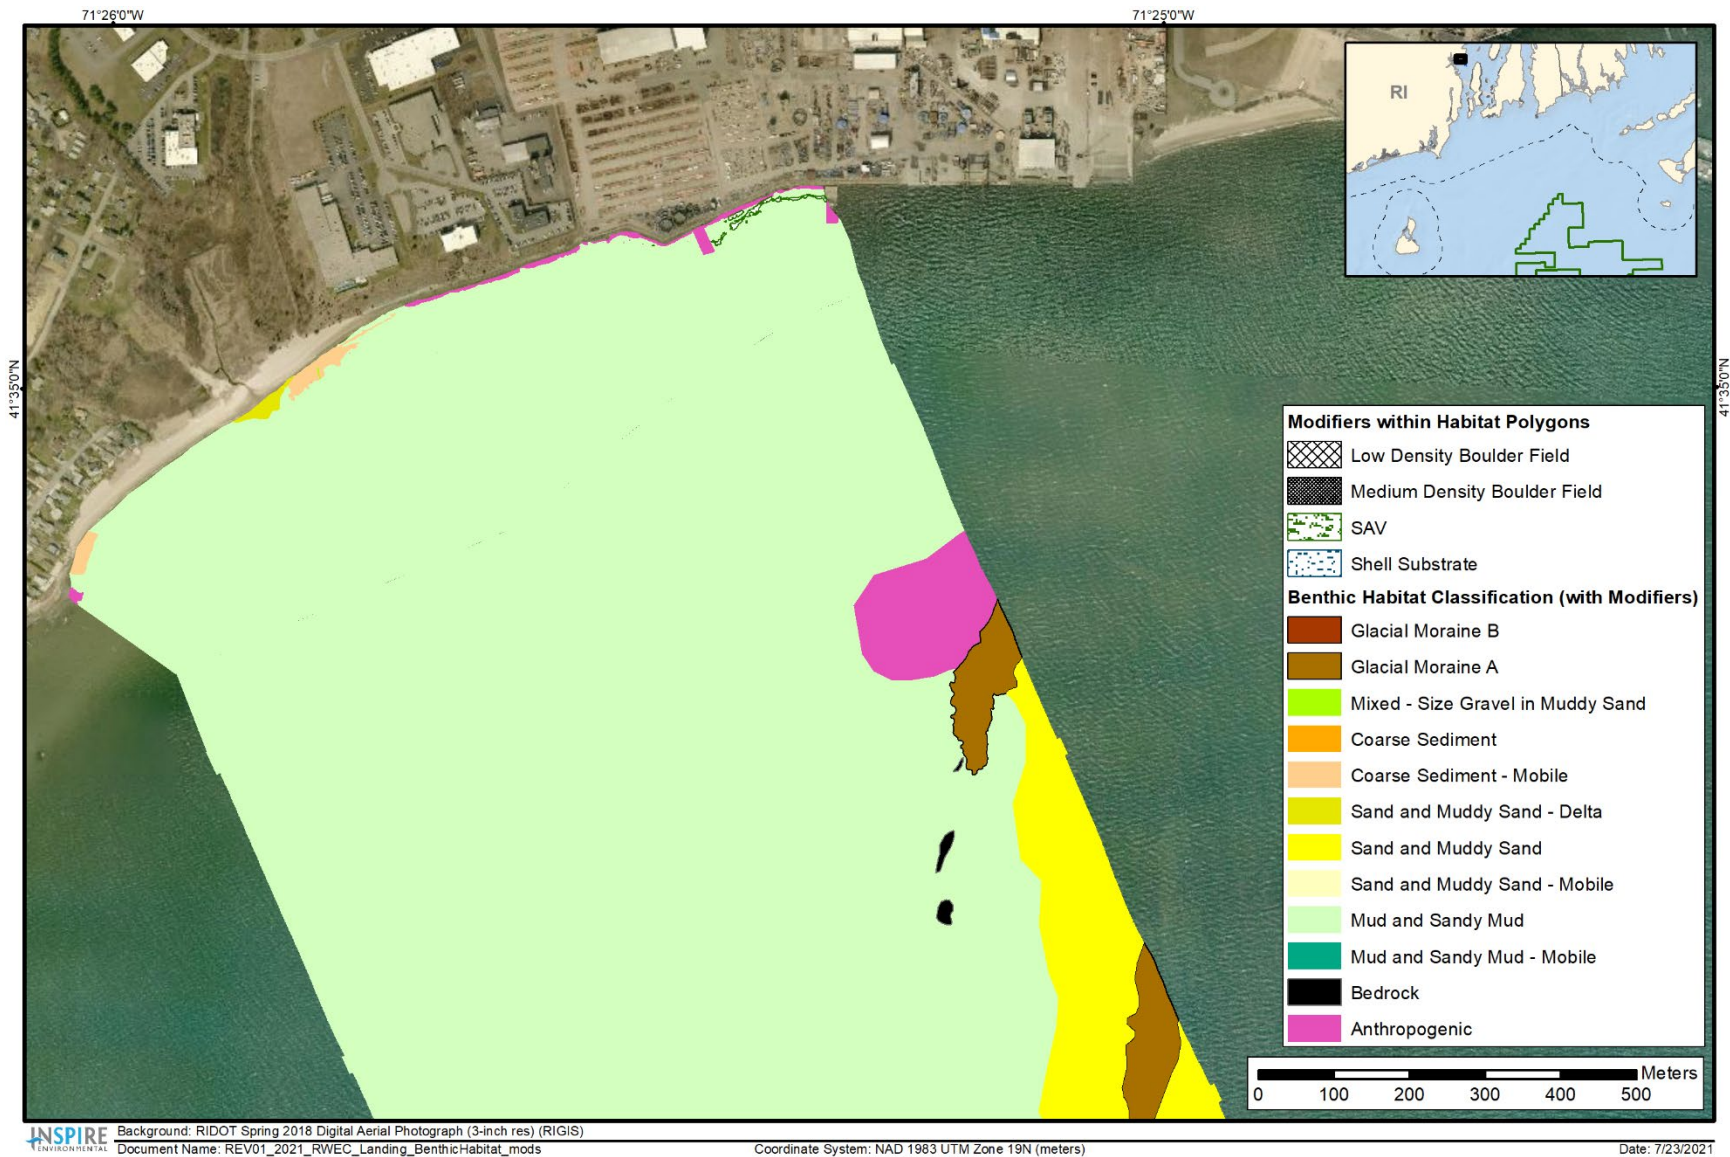 71°26'0"W
71°25'0"W
RI
41°35'0"N
41°35'0"N
Modifiers within Habitat Polygons
Low Density Boulder Field
Medium Density Boulder Field
SAV
Shell Substrate
Benthic Habitat Classification (with Modifiers)
Glacial Moraine B
Glacial Moraine A
Mixed - Size Gravel in Muddy Sand
Coarse Sediment
Coarse Sediment - Mobile
Sand and Muddy Sand - Delta
Sand and Muddy Sand
Sand and Muddy Sand - Mobile
Mud and Sandy Mud
Mud and Sandy Mud - Mobile
Bedrock
Anthropogenic
Meters
0 100 200 300 400 500
INSPIRE
ENVIRONMENTAL
Background: RIDOT Spring 2018 Digital Aerial Photograph (3-inch res) (RIGIS)
Document Name: REV01_2021_RWEC_Landing_BenthicHabitat_mods
Coordinate System: NAD 1983 UTM Zone 19N (meters)
Date: 7/23/2021